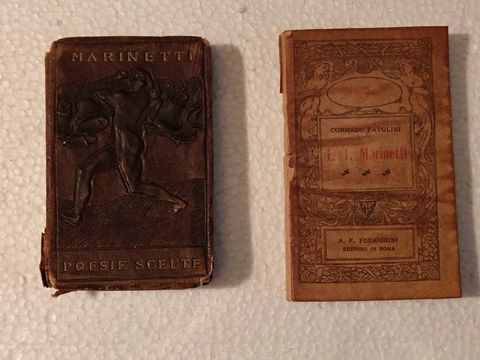 MARINETTI
POESIE SCELTE
CORRADO PAVOLINI
F. T. Marinetti
A. F. FORMIGGINI
EDITORE IN ROMA